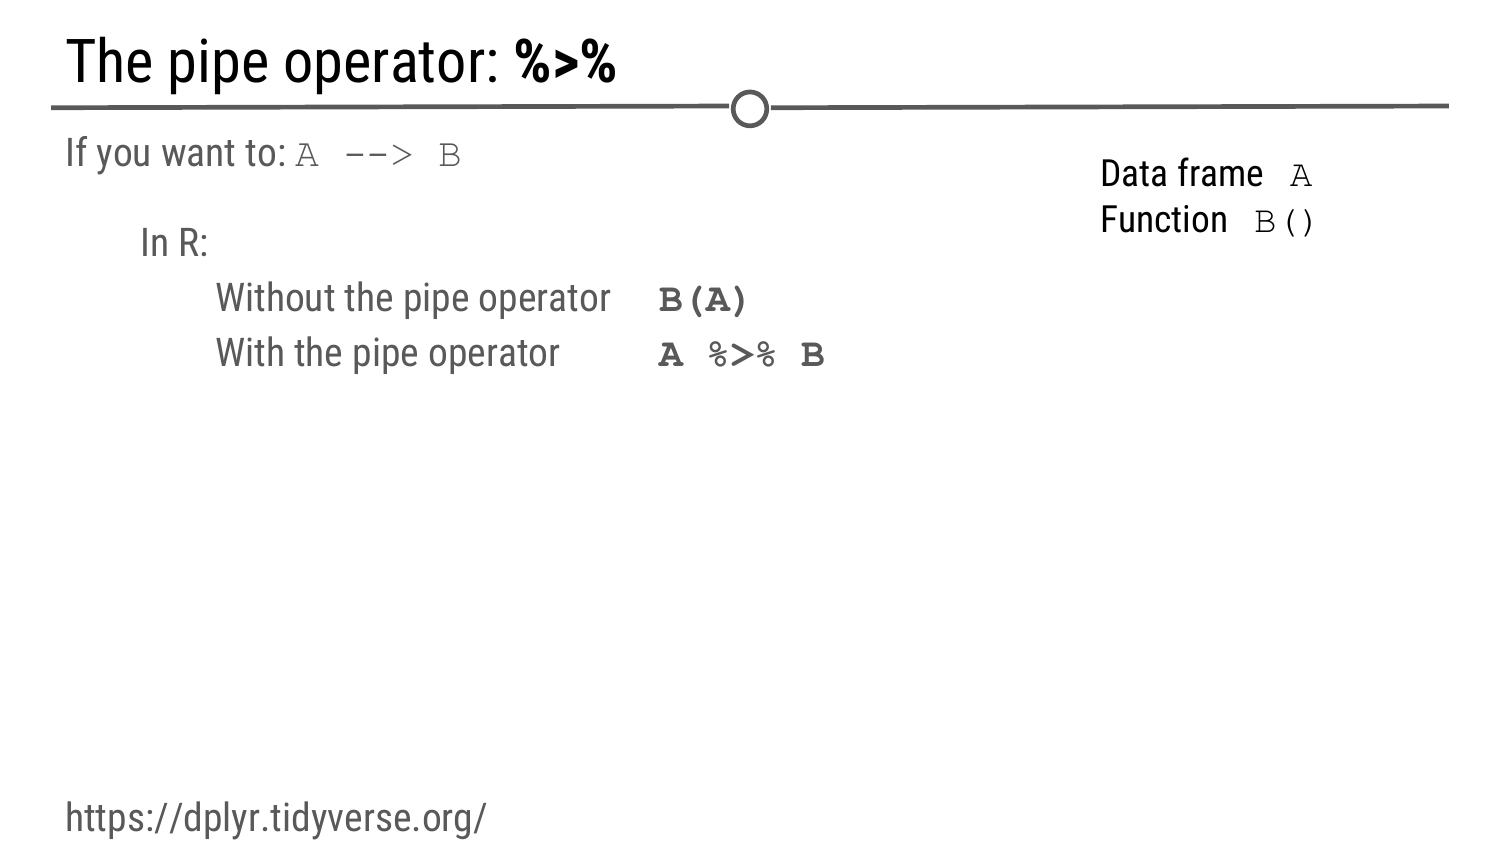 The pipe operator: %>%
If you want to: A --> B
Data frame A
Function B()
In R:
Without the pipe operator B(A)
With the pipe operator A %>% B
https://dplyr.tidyverse.org/